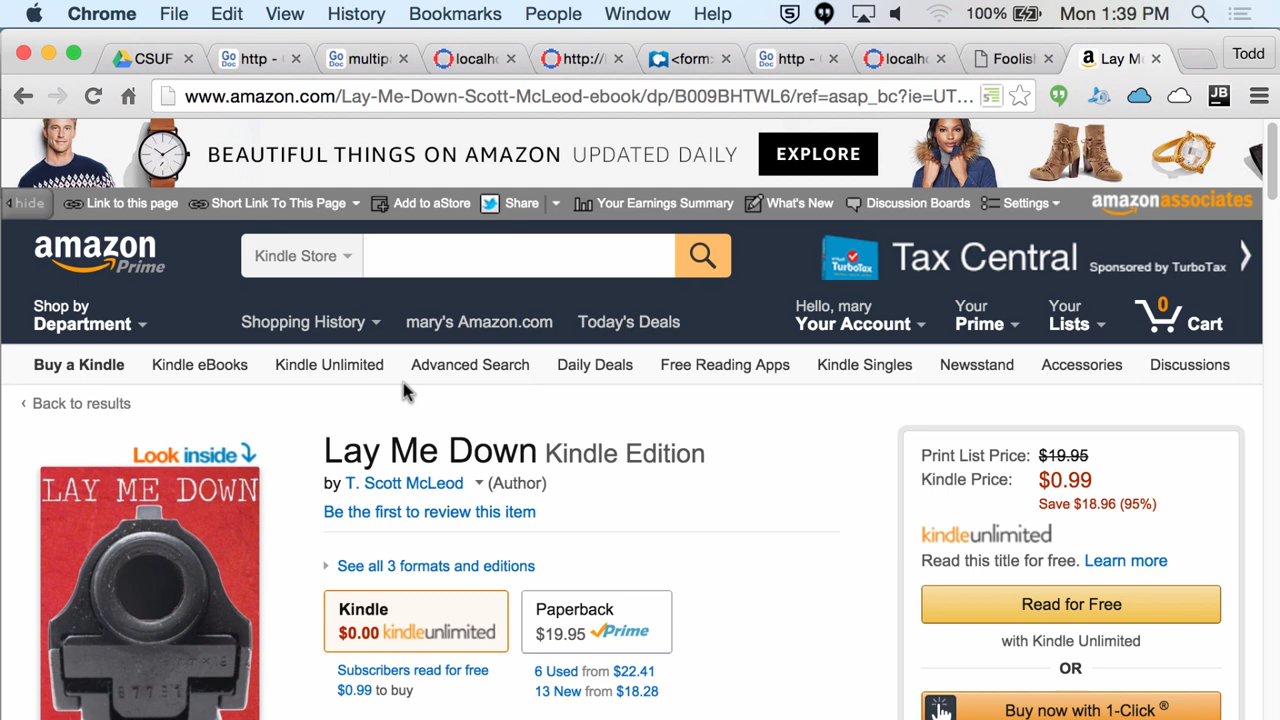 Chrome File Edit View History Bookmarks People Window Help 100% Mon 1:39 PM
CSUF http - multip localh http:// <form: http - localh Foolis Lay M Todd
www.amazon.com/Lay-Me-Down-Scott-McLeod-ebook/dp/B009BHTWL6/ref=asap_bc?ie=UT...
BEAUTIFUL THINGS ON AMAZON UPDATED DAILY EXPLORE
hide Link to this page Short Link To This Page Add to aStore Share Your Earnings Summary What's New Discussion Boards Settings amazonassociates
amazon Prime Kindle Store TurboTax Tax Central Sponsored by TurboTax
Shop by Department Shopping History mary's Amazon.com Today's Deals Hello, mary Your Account Your Prime Your Lists 0 Cart
Buy a Kindle Kindle eBooks Kindle Unlimited Advanced Search Daily Deals Free Reading Apps Kindle Singles Newsstand Accessories Discussions
‹ Back to results
Look inside
LAY ME DOWN
Lay Me Down Kindle Edition
by T. Scott McLeod (Author)
Be the first to review this item
See all 3 formats and editions
Kindle
$0.00 kindleunlimited
Subscribers read for free
$0.99 to buy
Paperback
$19.95 Prime
6 Used from $22.41
13 New from $18.28
Print List Price: $19.95
Kindle Price: $0.99
Save $18.96 (95%)
kindleunlimited
Read this title for free. Learn more
Read for Free
with Kindle Unlimited
OR
Buy now with 1-Click ®